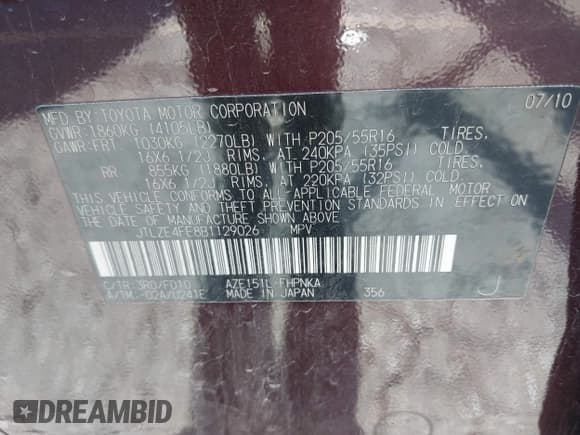 MFD BY TOYOTA MOTOR CORPORATION 07/10
GVWR 1860KG (4105LB)
GAWR FRT 1030KG (2270LB) WITH P205/55R16 TIRES.
16X6 1/2J RIMS. AT 240KPA (35PSI) COLD
RR 855KG (1880LB) WITH P205/55R16 TIRES.
16X6 1/2J RIMS. AT 220KPA (32PSI) COLD.
THIS VEHICLE CONFORMS TO ALL APPLICABLE FEDERAL MOTOR
VEHICLE SAFETY AND THEFT PREVENTION STANDARDS IN EFFECT ON
THE DATE OF MANUFACTURE SHOWN ABOVE.
JTLZE4FE8B1129026 MPV
C/TR: 3R0/FD10 AZE151L-FHPNKA
A/TM: -02A/U241E MADE IN JAPAN 356 J
DREAMBID